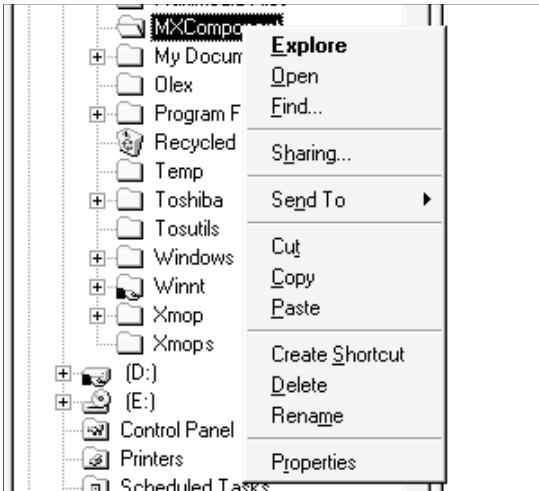 MXCompo
Explore
My Docum
Open
Olex
Find...
Program F
Recycled
Sharing...
Temp
Toshiba
Send To
Tosutils
Windows
Cut
Winnt
Copy
Xmop
Paste
Xmops
Create Shortcut
(D:)
Delete
(E:)
Rename
Control Panel
Printers
Properties
Scheduled Tasks